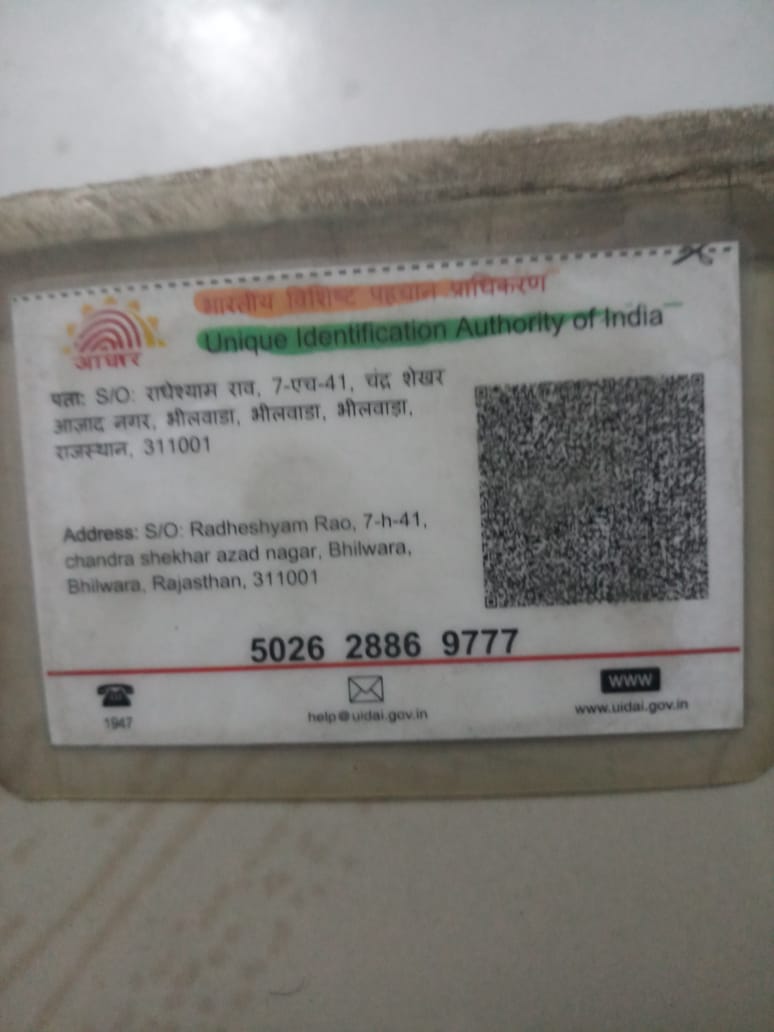 भारतीय विशिष्ट पहचान प्राधिकरण
Unique Identification Authority of India
आधार
पता: S/O: राधेश्याम राव, 7-एच-41, चंद्र शेखर
आज़ाद नगर, भीलवाडा, भीलवाडा, भीलवाड़ा,
राजस्थान, 311001
Address: S/O: Radheshyam Rao, 7-h-41,
chandra shekhar azad nagar, Bhilwara,
Bhilwara, Rajasthan, 311001
5026 2886 9777
1947
help@uidai.gov.in
www
www.uidai.gov.in